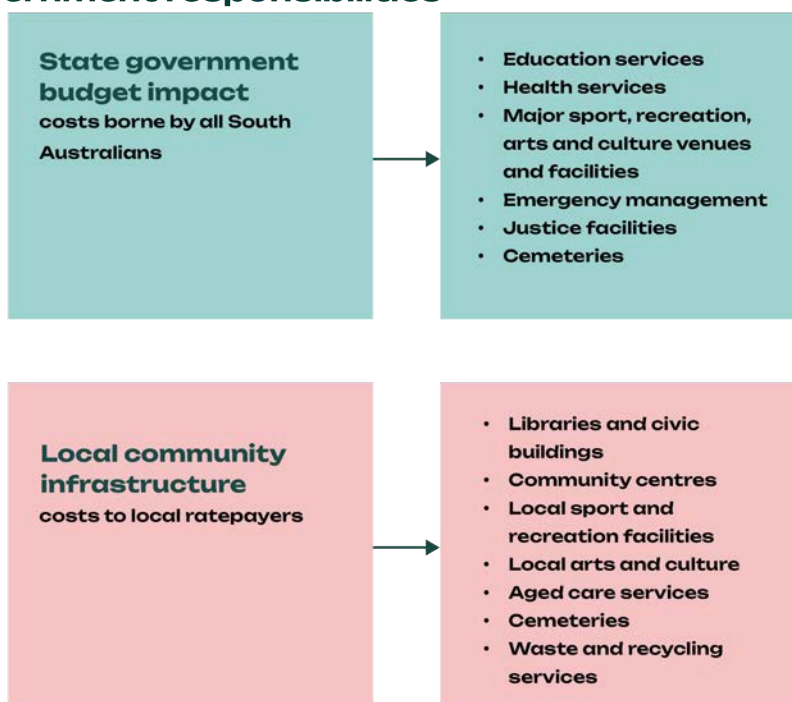 State government
budget impact
costs borne by all South
Australians
• Education services
• Health services
• Major sport, recreation,
arts and culture venues
and facilities
• Emergency management
• Justice facilities
• Cemeteries
Local community
infrastructure
costs to local ratepayers
• Libraries and civic
buildings
• Community centres
• Local sport and
recreation facilities
• Local arts and culture
• Aged care services
• Cemeteries
• Waste and recycling
services